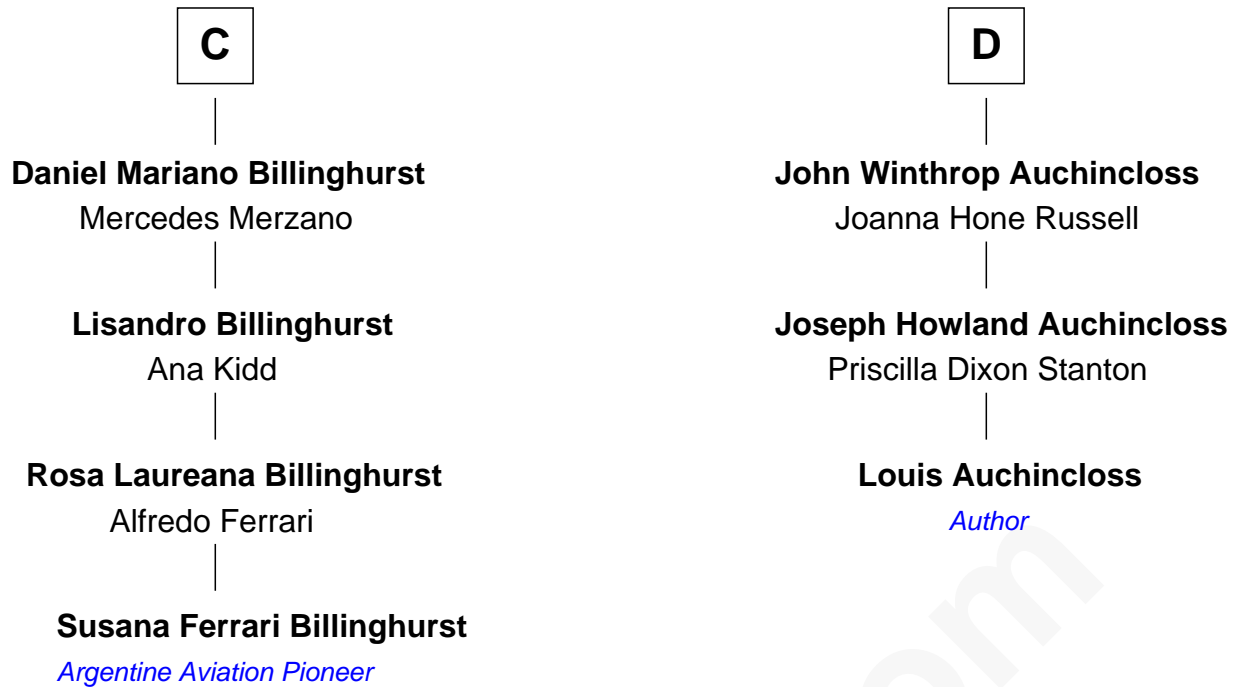 C
Daniel Mariano Billinghurst
Mercedes Merzano
Lisandro Billinghurst
Ana Kidd
Rosa Laureana Billinghurst
Alfredo Ferrari
Susana Ferrari Billinghurst
Argentine Aviation Pioneer
D
John Winthrop Auchincloss
Joanna Hone Russell
Joseph Howland Auchincloss
Priscilla Dixon Stanton
Louis Auchincloss
Author
om